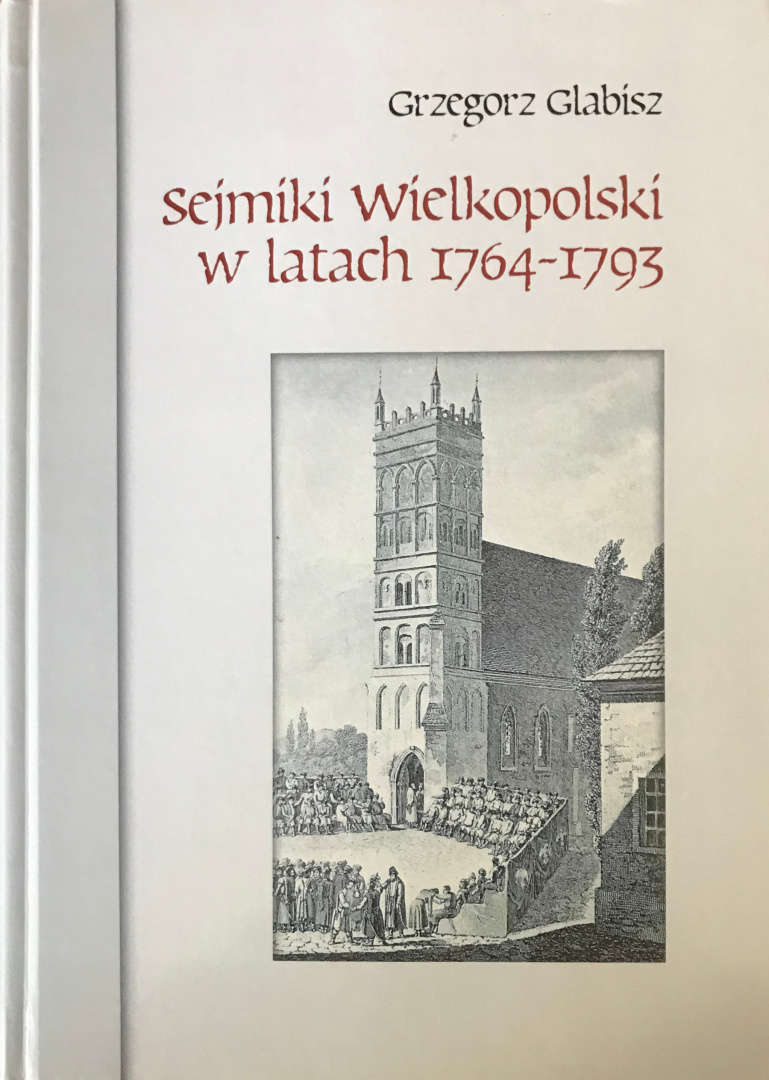 Grzegorz Glabisz
Sejmiki Wielkopolski
w latach 1764-1793